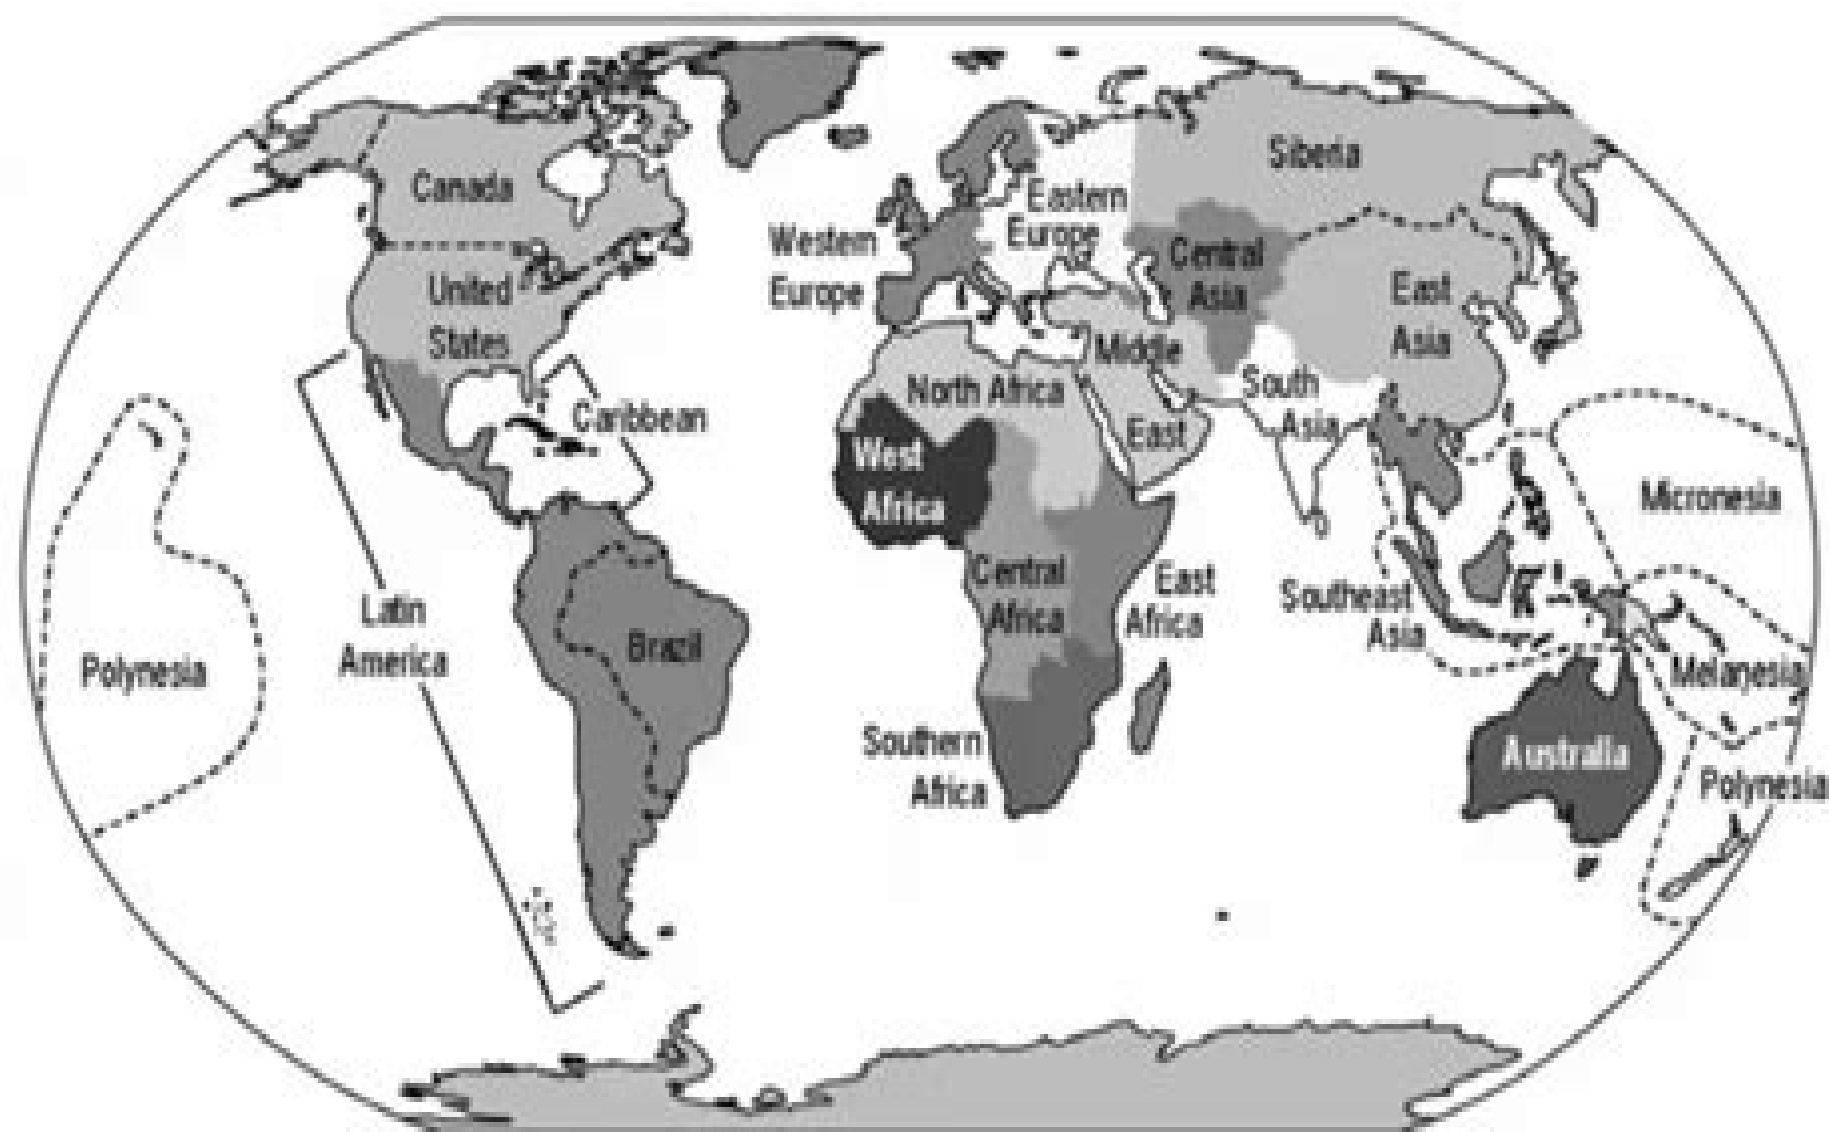 Canada
United
States
Caribbean
Latin
America
Brazil
Polynesia
Western
Europe
Eastern
Europe
Siberia
Central
Asia
East
Asia
Middle
East
South
Asia
North Africa
West
Africa
Central
Africa
East
Africa
Southern
Africa
Southeast
Asia
Micronesia
Melanesia
Australia
Polynesia